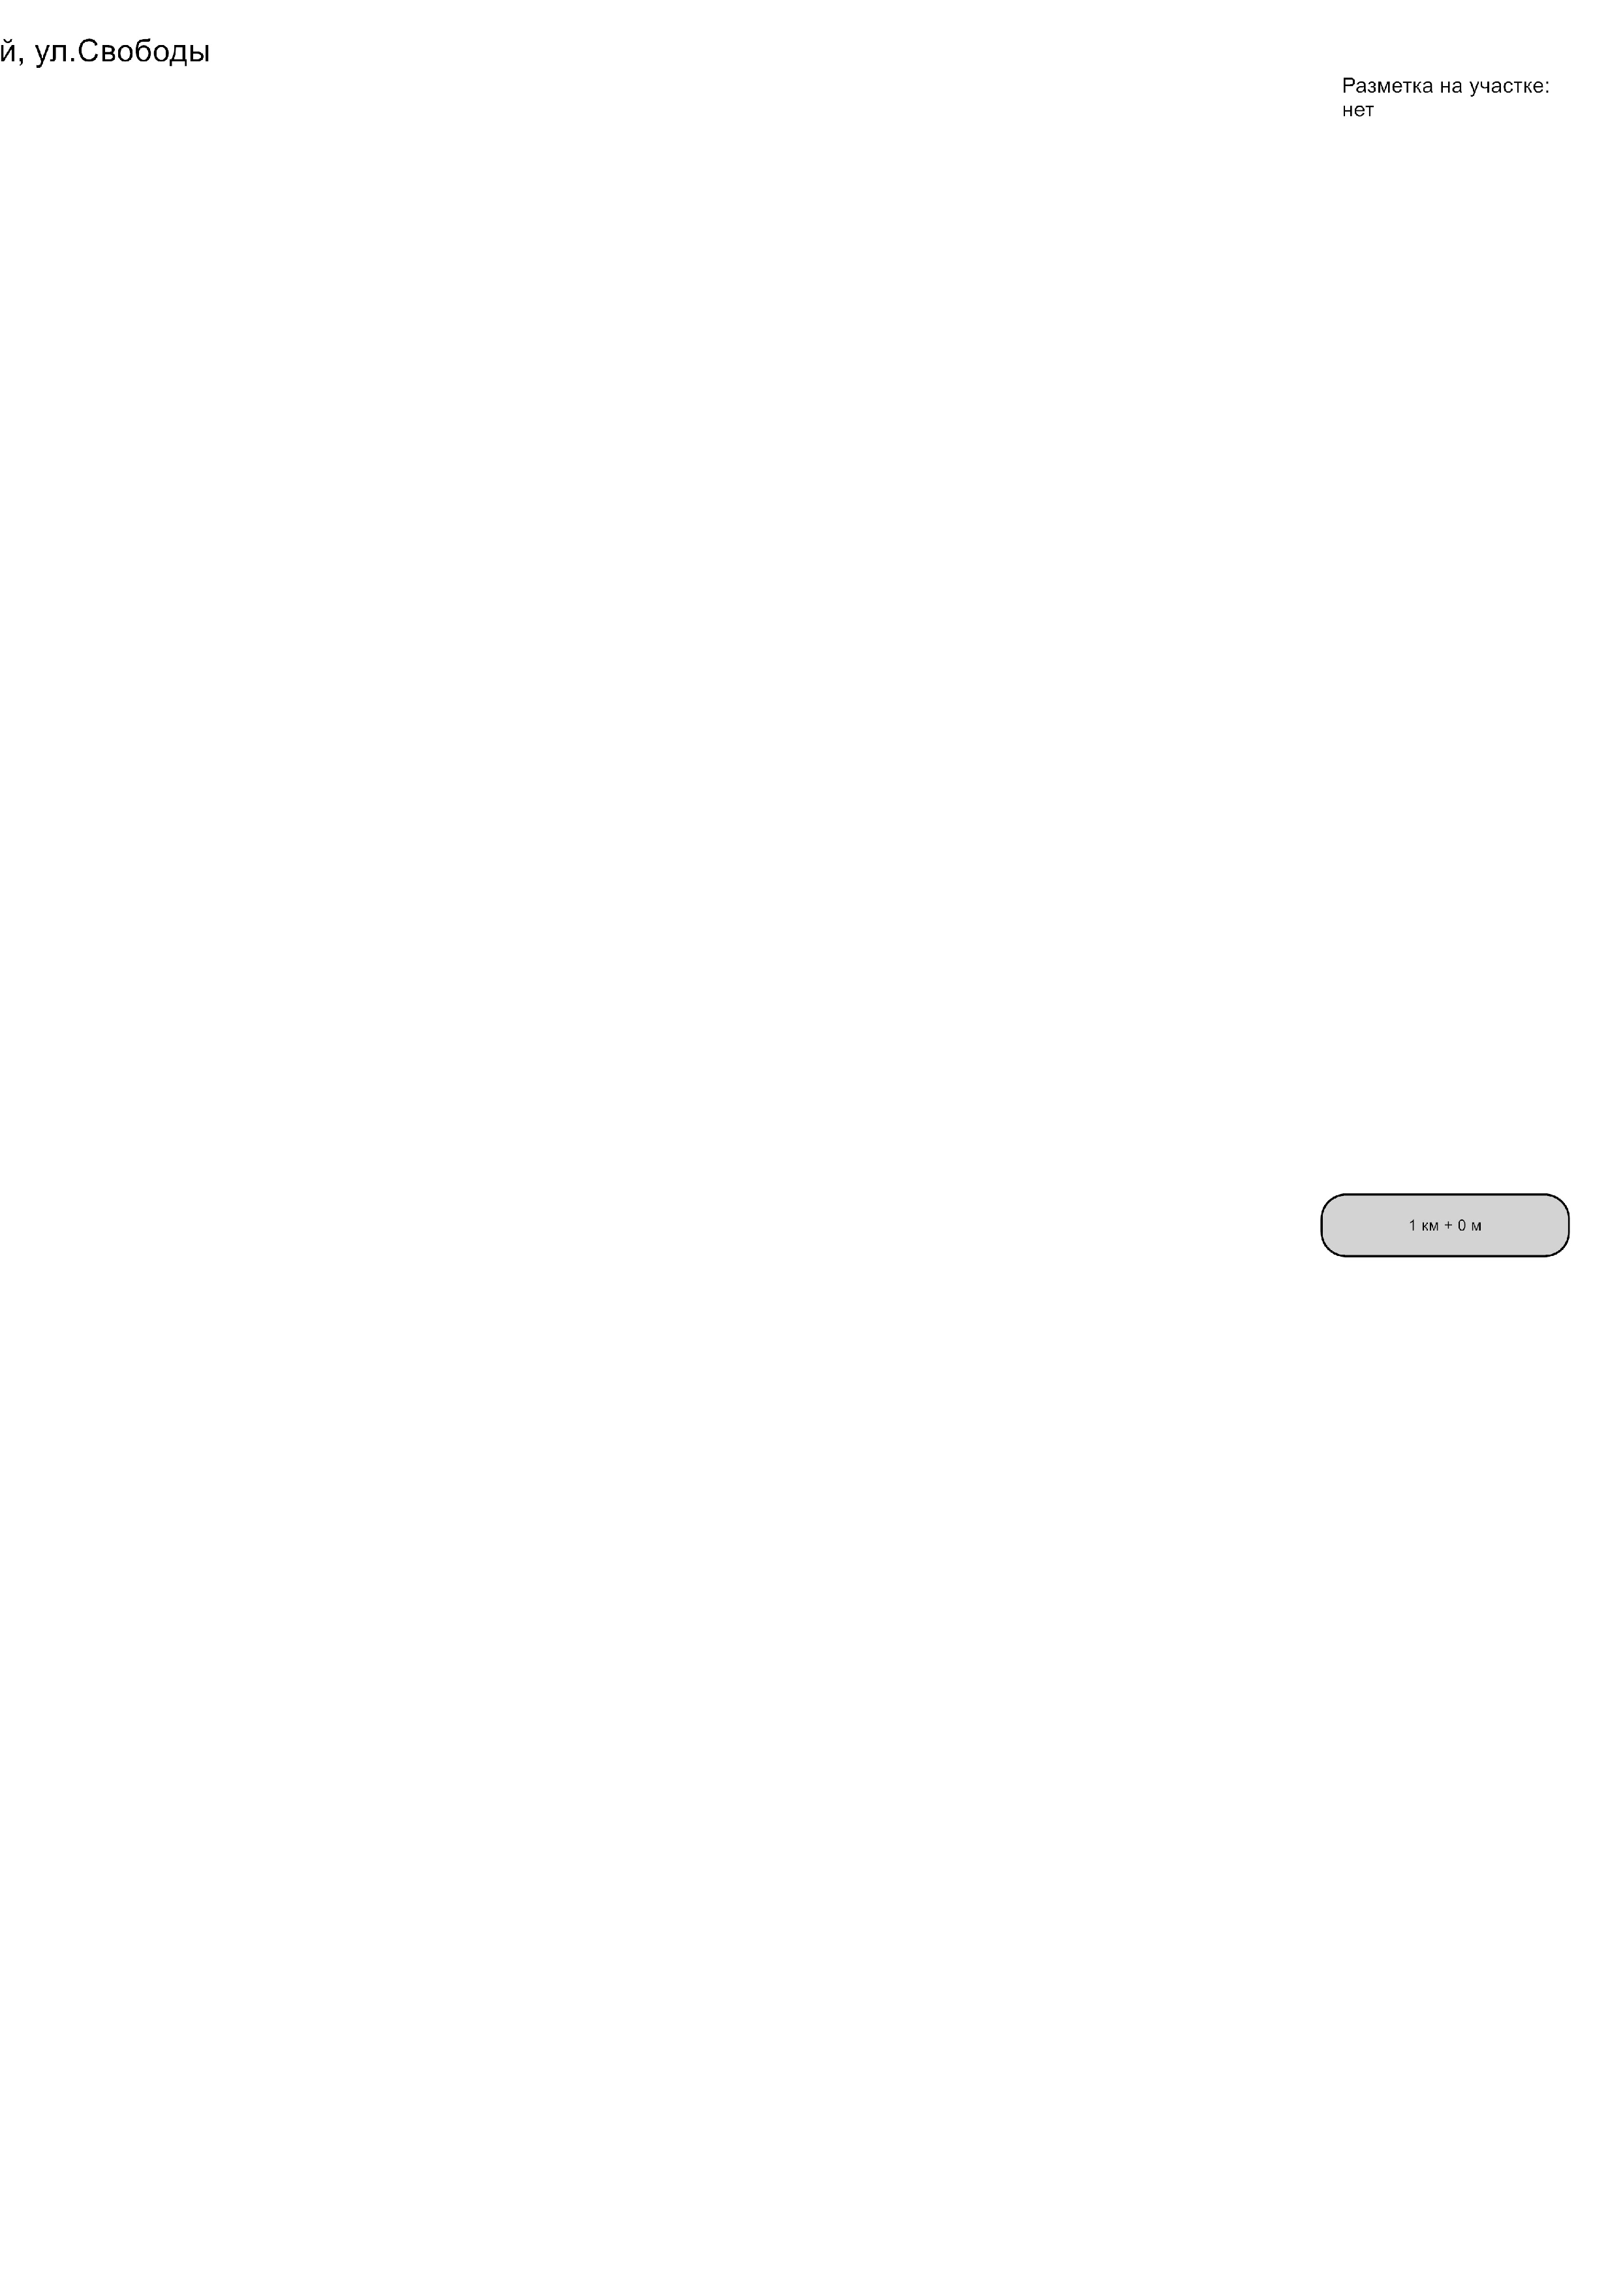 й, ул.Свободы
Разметка на участке:
нет
1 км + 0 м